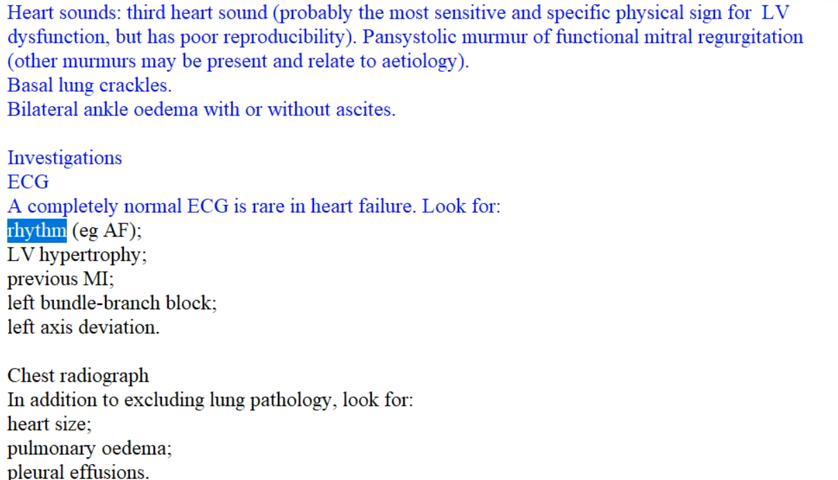 Heart sounds: third heart sound (probably the most sensitive and specific physical sign for LV
dysfunction, but has poor reproducibility). Pansystolic murmur of functional mitral regurgitation
(other murmurs may be present and relate to aetiology).
Basal lung crackles.
Bilateral ankle oedema with or without ascites.
Investigations
ECG
A completely normal ECG is rare in heart failure. Look for:
rhythm (eg AF);
LV hypertrophy;
previous MI;
left bundle-branch block;
left axis deviation.
Chest radiograph
In addition to excluding lung pathology, look for:
heart size;
pulmonary oedema;
pleural effusions.